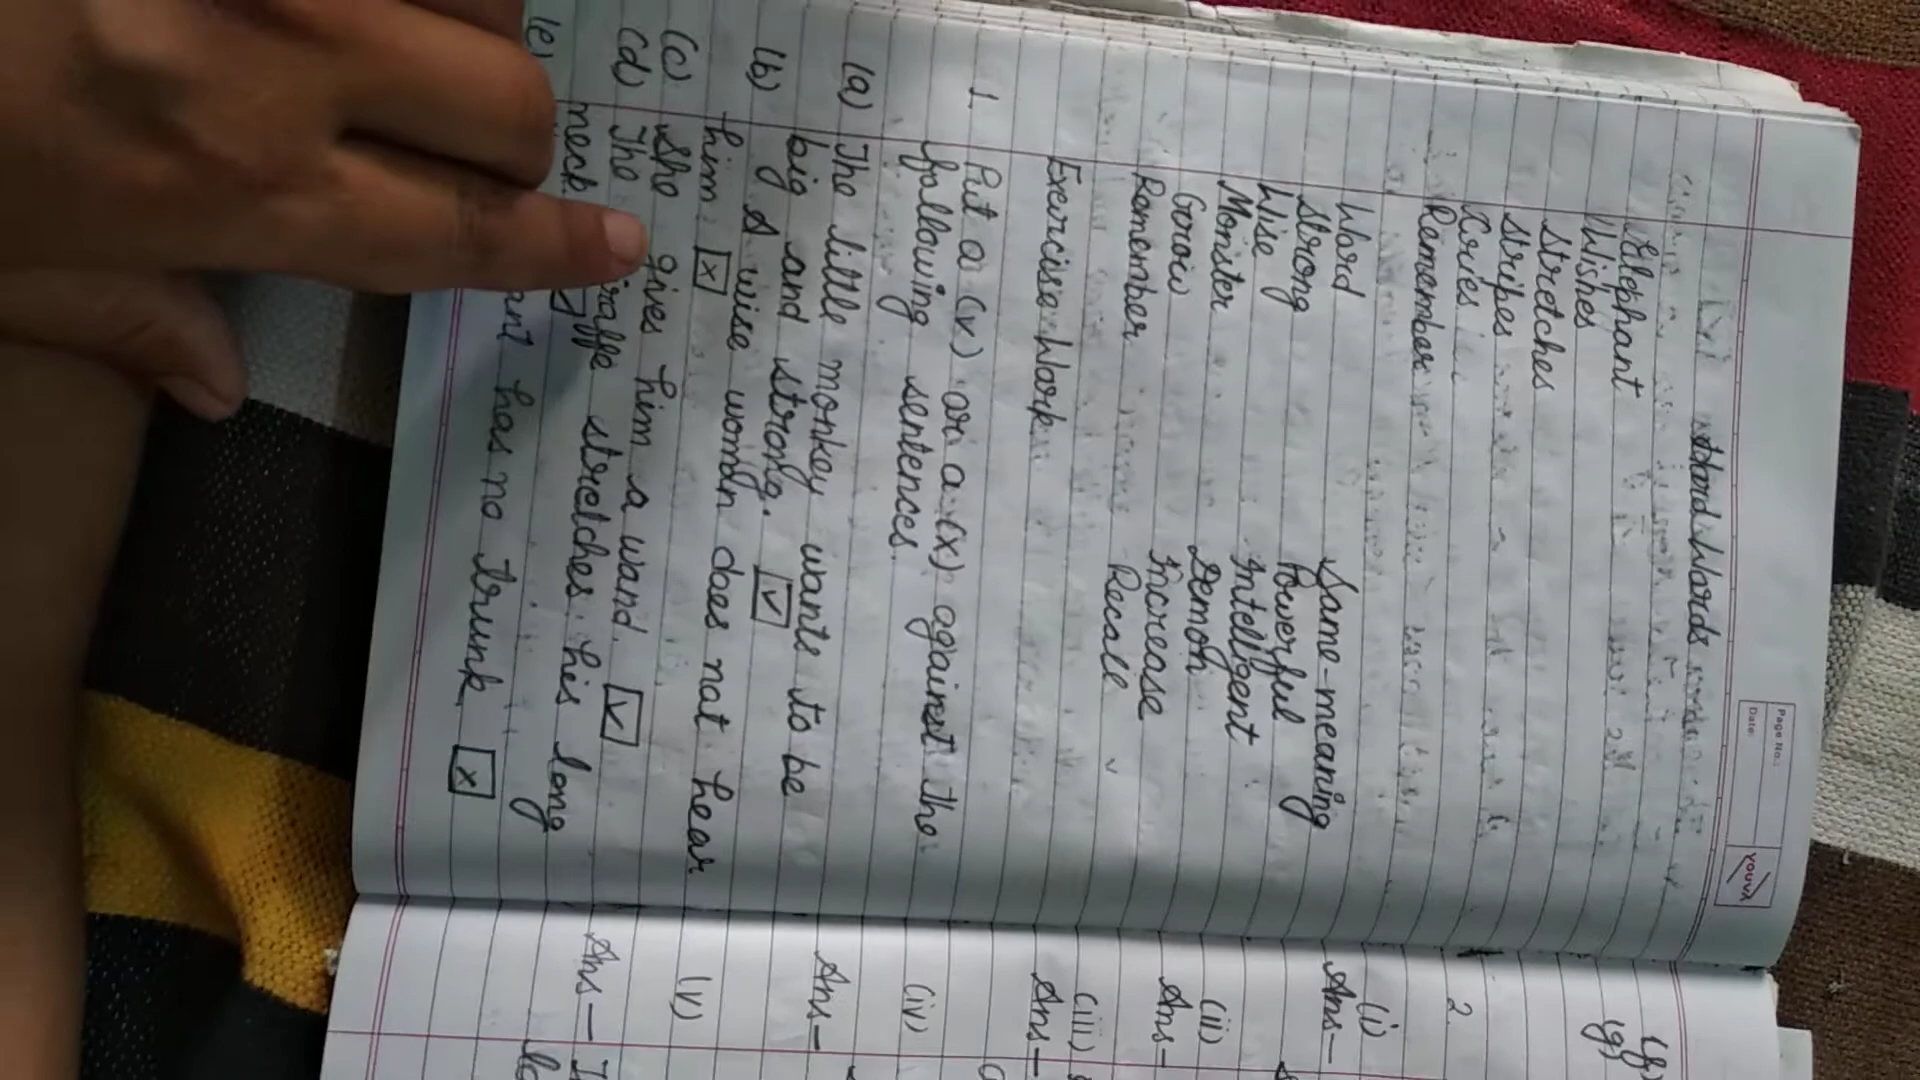 Page No.:
Date:
YOUVA
Hard Words
Elephant
Wishes
Stretches
Stripes
Cries
Remember
Word Same-meaning
Strong Powerful
Wise Intelligent
Monster Demon
Grow Increase
Remember Recall
Exercise Work
1. Put a (v) or a (x) against the
following sentences.
(a) The little monkey wants to be
big and strong. [v]
(b) A wise woman does not hear
him [x]
(c) She gives him a wand. [v]
(d) The giraffe stretches his long
neck
(e) ant has no trunk [x]
(g)
2.
(i)
Ans—
(ii)
Ans—
(iii)
Ans—
(iv)
Ans—
(v)
Ans—